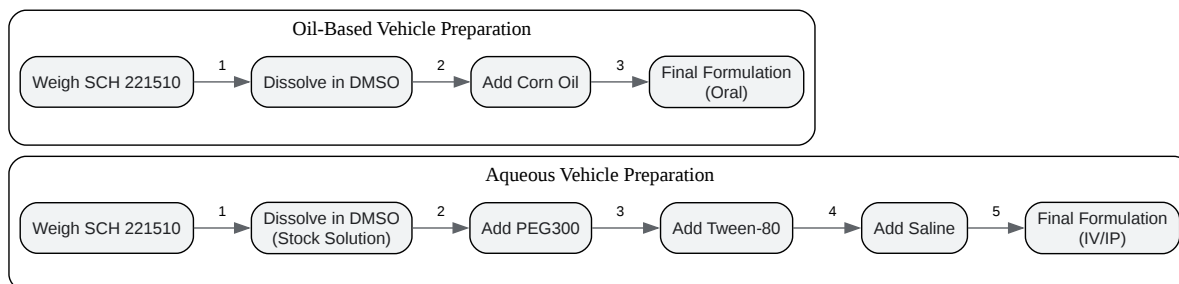 Oil-Based Vehicle Preparation
Weigh SCH 221510
1
Dissolve in DMSO
2
Add Corn Oil
3
Final Formulation
(Oral)
Aqueous Vehicle Preparation
Weigh SCH 221510
1
Dissolve in DMSO
(Stock Solution)
2
Add PEG300
3
Add Tween-80
4
Add Saline
5
Final Formulation
(IV/IP)